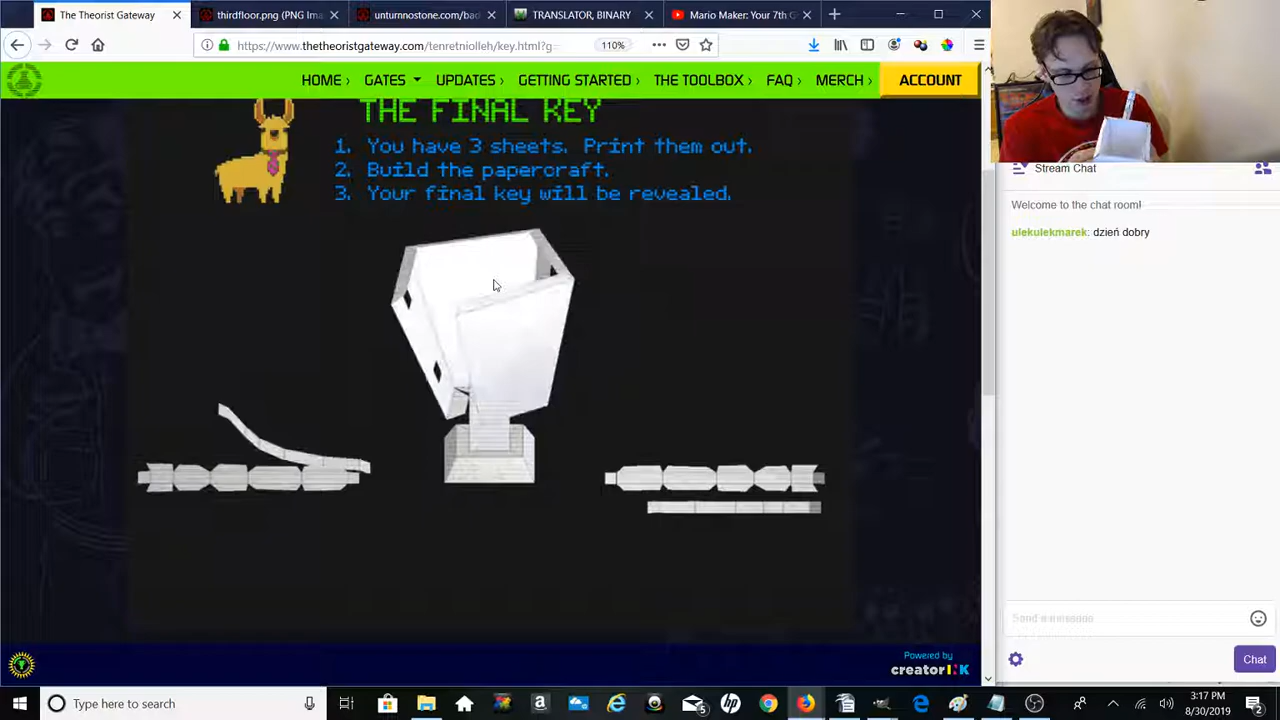 The Theorist Gateway
thirdfloor.png (PNG Ima
unturnnostone.com/bad
TRANSLATOR, BINARY
Mario Maker: Your 7th G
https://www.thetheoristgateway.com/tenretniolleh/key.html?g=
110%
HOME ›
GATES
UPDATES ›
GETTING STARTED ›
THE TOOLBOX ›
FAQ ›
MERCH ›
ACCOUNT
THE FINAL KEY
1. You have 3 sheets. Print them out.
2. Build the papercraft.
3. Your final key will be revealed.
Powered by
creatorINK
Stream Chat
Welcome to the chat room!
ulekulekmarek: dzień dobry
Send a message
Chat
Type here to search
3:17 PM
8/30/2019